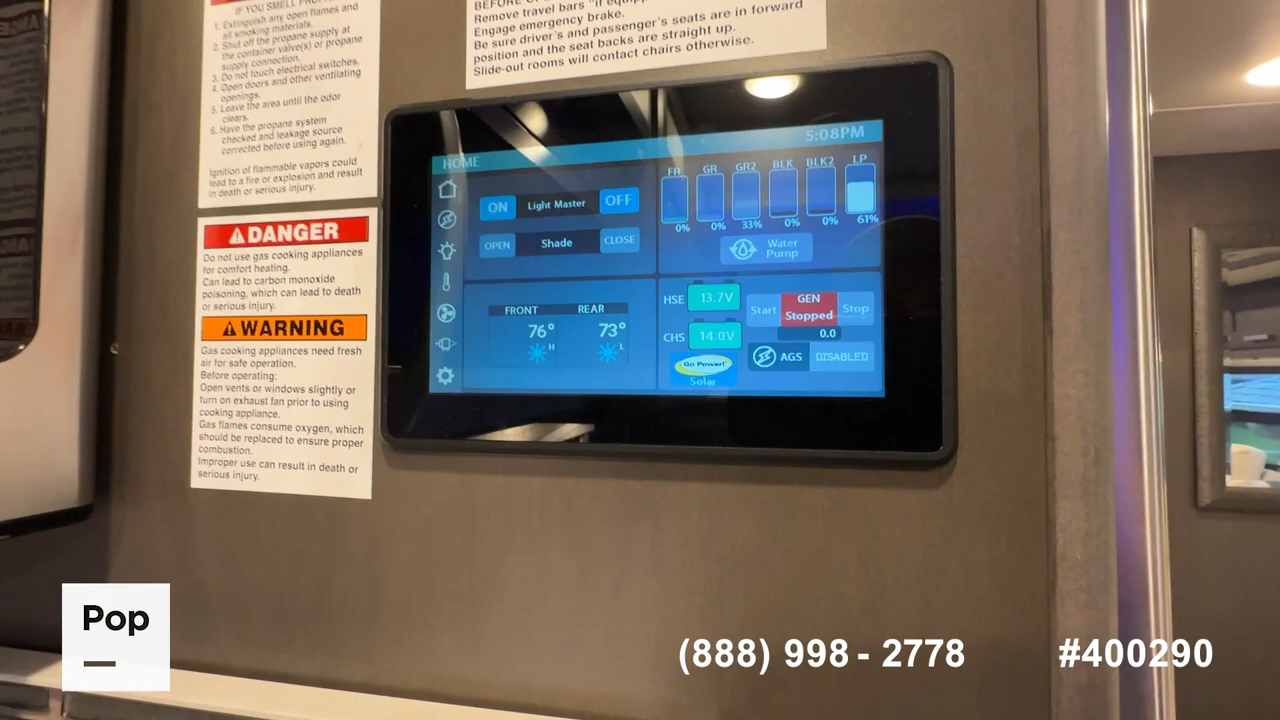 IF YOU SMELL
1. Extinguish any open flames and
all smoking materials.
2. Shut off the propane supply at
the container valve(s) or propane
supply connection.
3. Do not touch electrical switches.
4. Open doors and other ventilating
openings.
5. Leave the area until the odor
clears.
6. Have the propane system
checked and leakage source
corrected before using again.
Ignition of flammable vapors could
lead to a fire or explosion and result
in death or serious injury.
DANGER
Do not use gas cooking appliances
for comfort heating.
Can lead to carbon monoxide
poisoning, which can lead to death
or serious injury.
WARNING
Gas cooking appliances need fresh
air for safe operation.
Before operating:
Open vents or windows slightly or
turn on exhaust fan prior to using
cooking appliance.
Gas flames consume oxygen, which
should be replaced to ensure proper
combustion.
Improper use can result in death or
serious injury.
Remove travel bars "if
Engage emergency brake.
Be sure driver's and passenger's seats are in forward
position and the seat backs are straight up.
Slide-out rooms will contact chairs otherwise.
HOME 5:08PM
ON Light Master OFF
OPEN Shade CLOSE
FR GR GR2 BLK BLK2 LP
0% 0% 33% 0% 0% 61%
Water
Pump
FRONT REAR
76° 73°
H L
HSE 13.7V
CHS 14.0V
Go Power!
Solar
Start GEN Stop
Stopped
0.0
AGS DISABLED
Pop
(888) 998 - 2778 #400290